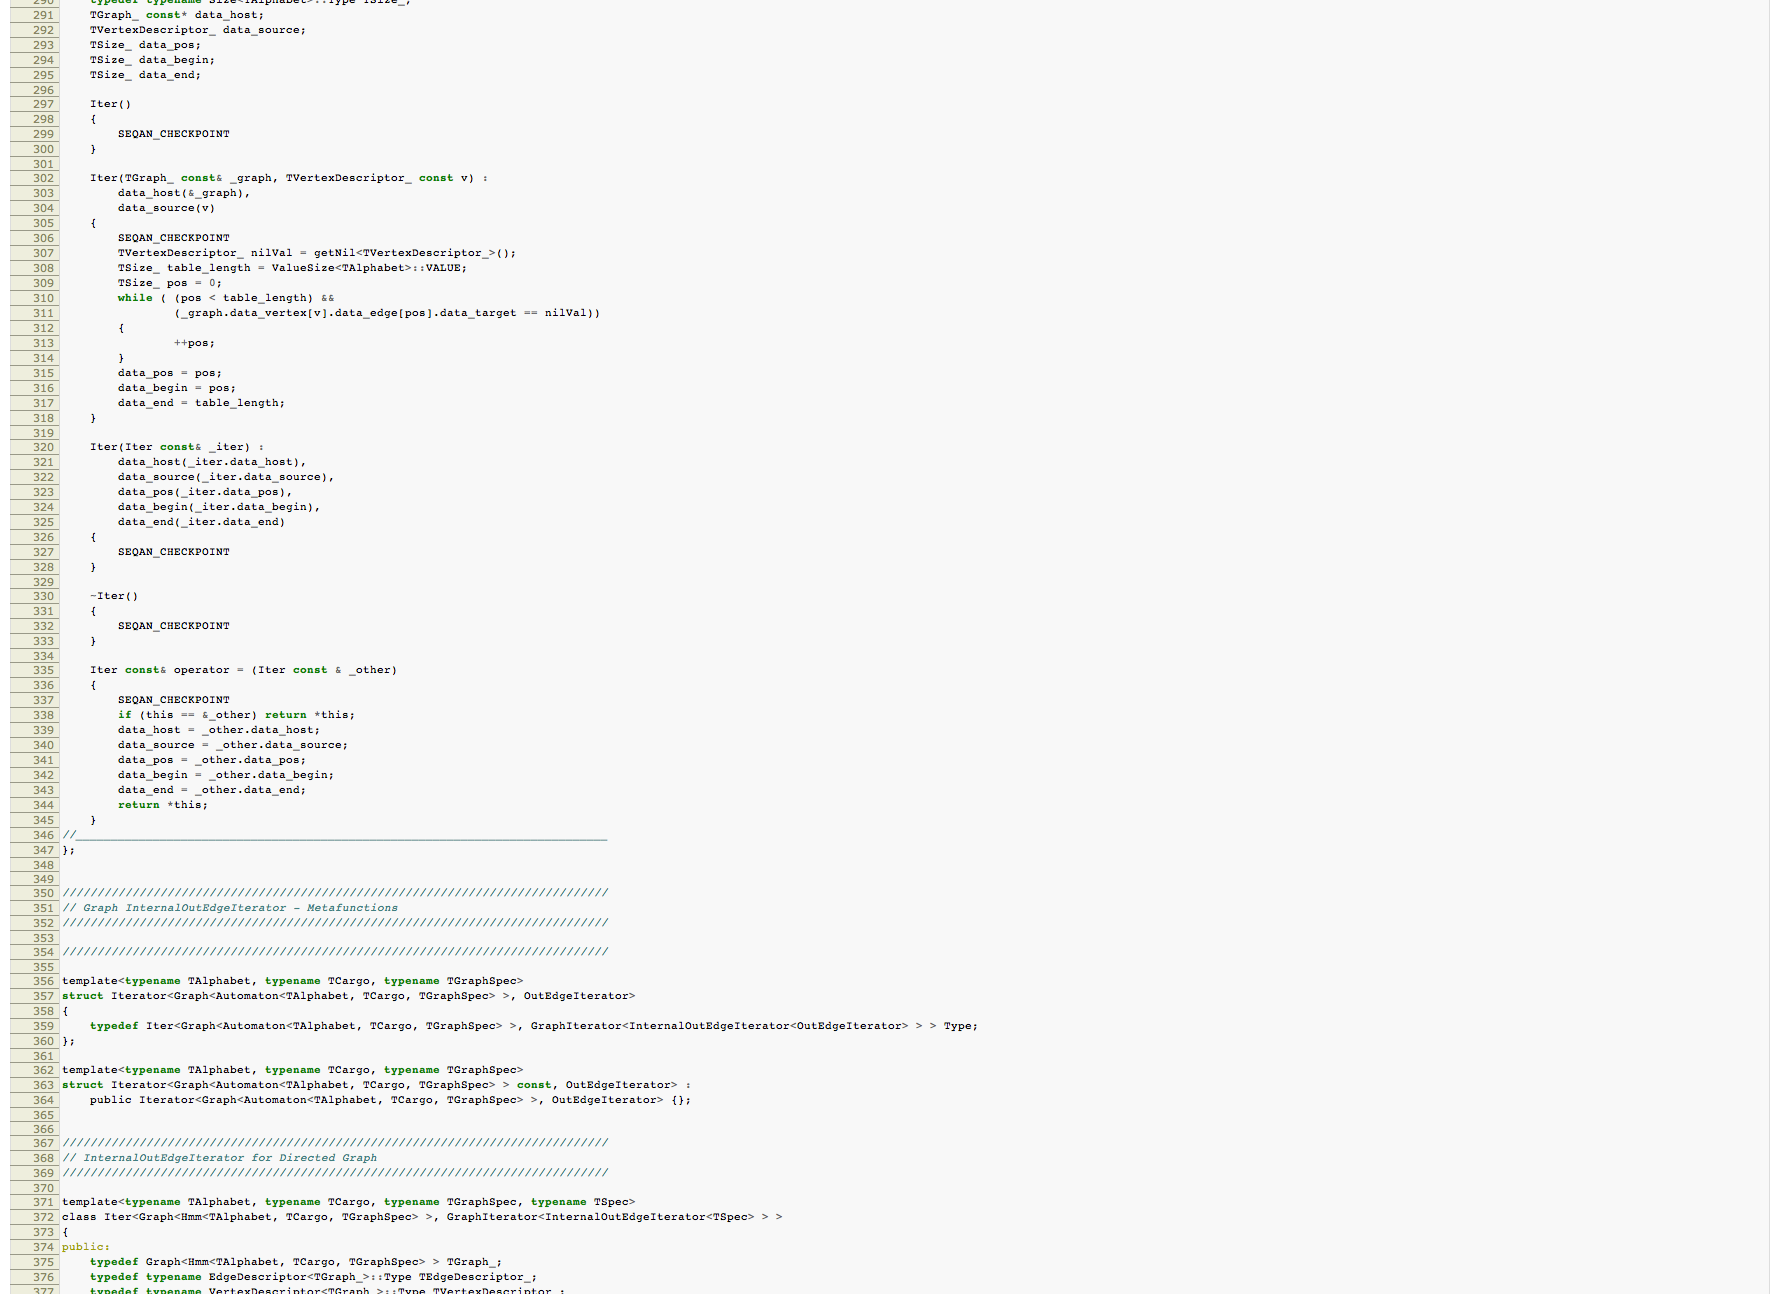 290     typedef typename Size<TAlphabet>::Type TSize_;
291     TGraph_ const* data_host;
292     TVertexDescriptor_ data_source;
293     TSize_ data_pos;
294     TSize_ data_begin;
295     TSize_ data_end;
296
297     Iter()
298     {
299         SEQAN_CHECKPOINT
300     }
301
302     Iter(TGraph_ const& _graph, TVertexDescriptor_ const v) :
303         data_host(&_graph),
304         data_source(v)
305     {
306         SEQAN_CHECKPOINT
307         TVertexDescriptor_ nilVal = getNil<TVertexDescriptor_>();
308         TSize_ table_length = ValueSize<TAlphabet>::VALUE;
309         TSize_ pos = 0;
310         while ( (pos < table_length) &&
311                 (_graph.data_vertex[v].data_edge[pos].data_target == nilVal))
312         {
313                 ++pos;
314         }
315         data_pos = pos;
316         data_begin = pos;
317         data_end = table_length;
318     }
319
320     Iter(Iter const& _iter) :
321         data_host(_iter.data_host),
322         data_source(_iter.data_source),
323         data_pos(_iter.data_pos),
324         data_begin(_iter.data_begin),
325         data_end(_iter.data_end)
326     {
327         SEQAN_CHECKPOINT
328     }
329
330     ~Iter()
331     {
332         SEQAN_CHECKPOINT
333     }
334
335     Iter const& operator = (Iter const & _other)
336     {
337         SEQAN_CHECKPOINT
338         if (this == &_other) return *this;
339         data_host = _other.data_host;
340         data_source = _other.data_source;
341         data_pos = _other.data_pos;
342         data_begin = _other.data_begin;
343         data_end = _other.data_end;
344         return *this;
345     }
346 //____________________________________________________________________________
347 };
348
349
350 //////////////////////////////////////////////////////////////////////////////
351 // Graph InternalOutEdgeIterator - Metafunctions
352 //////////////////////////////////////////////////////////////////////////////
353
354 //////////////////////////////////////////////////////////////////////////////
355
356 template<typename TAlphabet, typename TCargo, typename TGraphSpec>
357 struct Iterator<Graph<Automaton<TAlphabet, TCargo, TGraphSpec> >, OutEdgeIterator>
358 {
359     typedef Iter<Graph<Automaton<TAlphabet, TCargo, TGraphSpec> >, GraphIterator<InternalOutEdgeIterator<OutEdgeIterator> > > Type;
360 };
361
362 template<typename TAlphabet, typename TCargo, typename TGraphSpec>
363 struct Iterator<Graph<Automaton<TAlphabet, TCargo, TGraphSpec> > const, OutEdgeIterator> :
364     public Iterator<Graph<Automaton<TAlphabet, TCargo, TGraphSpec> >, OutEdgeIterator> {};
365
366
367 //////////////////////////////////////////////////////////////////////////////
368 // InternalOutEdgeIterator for Directed Graph
369 //////////////////////////////////////////////////////////////////////////////
370
371 template<typename TAlphabet, typename TCargo, typename TGraphSpec, typename TSpec>
372 class Iter<Graph<Hmm<TAlphabet, TCargo, TGraphSpec> >, GraphIterator<InternalOutEdgeIterator<TSpec> > >
373 {
374 public:
375     typedef Graph<Hmm<TAlphabet, TCargo, TGraphSpec> > TGraph_;
376     typedef typename EdgeDescriptor<TGraph_>::Type TEdgeDescriptor_;
377     typedef typename VertexDescriptor<TGraph_>::Type TVertexDescriptor_;